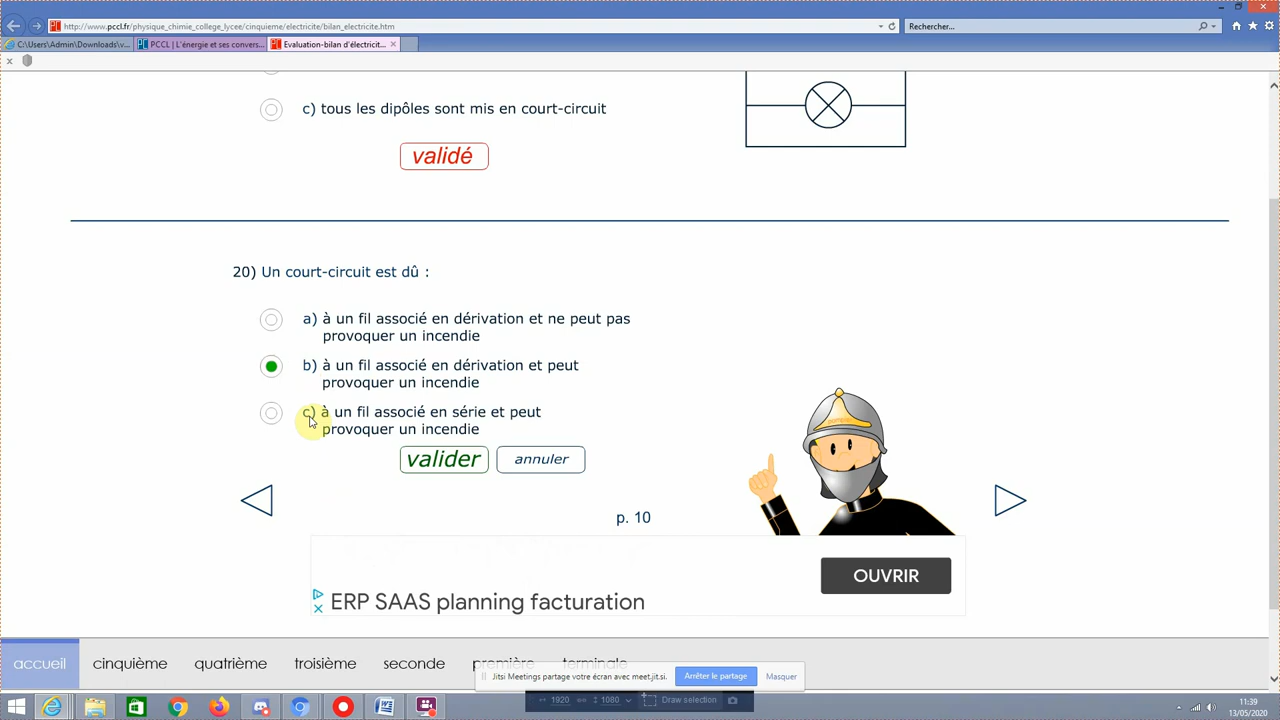 http://www.pccl.fr/physique_chimie_college_lycee/cinquieme/electricite/bilan_electricite.htm
Rechercher...
C:\Users\Admin\Downloads\v...
PCCL | L'énergie et ses convers...
Evaluation-bilan d'électricit...
c) tous les dipôles sont mis en court-circuit
validé
20) Un court-circuit est dû :
a) à un fil associé en dérivation et ne peut pas
provoquer un incendie
b) à un fil associé en dérivation et peut
provoquer un incendie
c) à un fil associé en série et peut
provoquer un incendie
valider
annuler
p. 10
ERP SAAS planning facturation
OUVRIR
accueil
cinquième
quatrième
troisième
seconde
première
terminale
Jitsi Meetings partage votre écran avec meet.jit.si.
Arrêter le partage
Masquer
1920
1080
Draw selection
11:39
13/05/2020